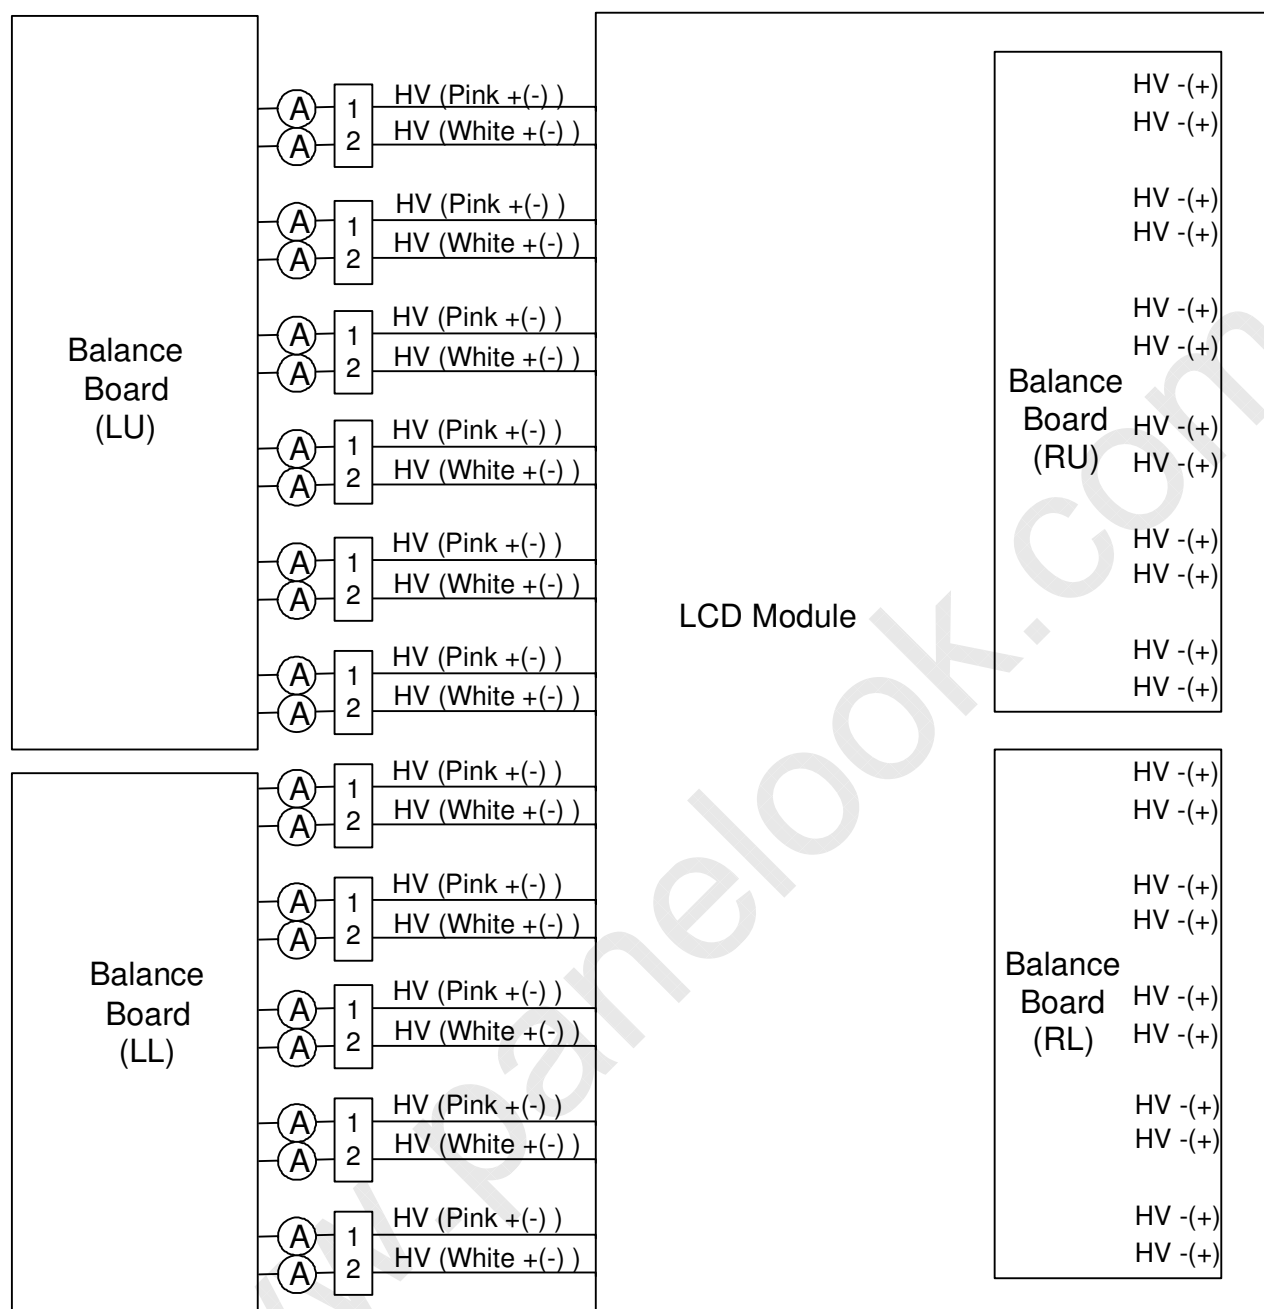 HV (Pink +(-) )
A 1
HV (White +(-) )
A 2
HV (Pink +(-) )
A 1
HV (White +(-) )
A 2
HV (Pink +(-) )
A 1
HV (White +(-) )
A 2
HV (Pink +(-) )
A 1
HV (White +(-) )
A 2
HV (Pink +(-) )
A 1
HV (White +(-) )
A 2
HV (Pink +(-) )
A 1
HV (White +(-) )
A 2
HV (Pink +(-) )
A 1
HV (White +(-) )
A 2
HV (Pink +(-) )
A 1
HV (White +(-) )
A 2
HV (Pink +(-) )
A 1
HV (White +(-) )
A 2
HV (Pink +(-) )
A 1
HV (White +(-) )
A 2
HV (Pink +(-) )
A 1
HV (White +(-) )
A 2
Balance
Board
(LU)
Balance
Board
(LL)
LCD Module
HV -(+)
HV -(+)
HV -(+)
HV -(+)
HV -(+)
HV -(+)
Balance
Board
(RU)
HV -(+)
HV -(+)
HV -(+)
HV -(+)
HV -(+)
HV -(+)
HV -(+)
HV -(+)
HV -(+)
HV -(+)
Balance
Board
(RL)
HV -(+)
HV -(+)
HV -(+)
HV -(+)
HV -(+)
HV -(+)
www.panelook.com